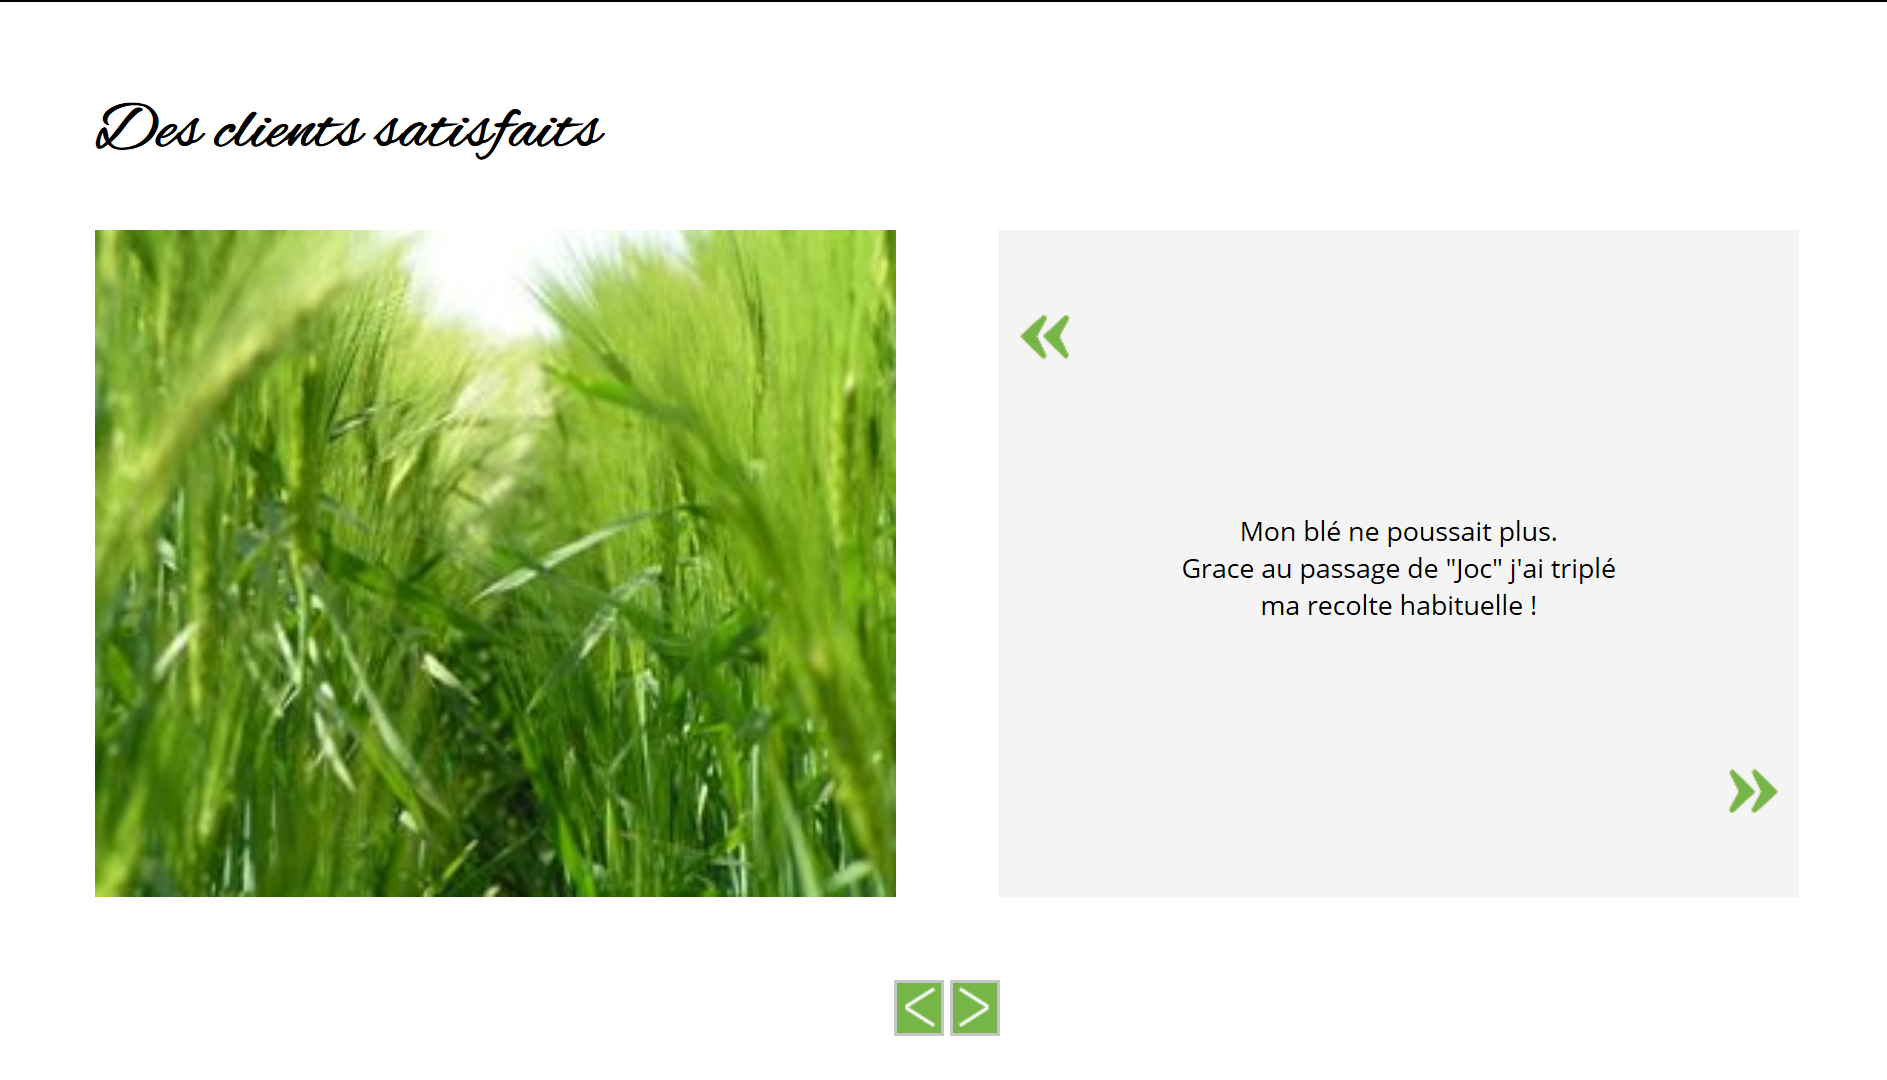 Des clients satisfaits
«
Mon blé ne poussait plus.
Grace au passage de "Joc" j'ai triplé
ma recolte habituelle !
»
< >